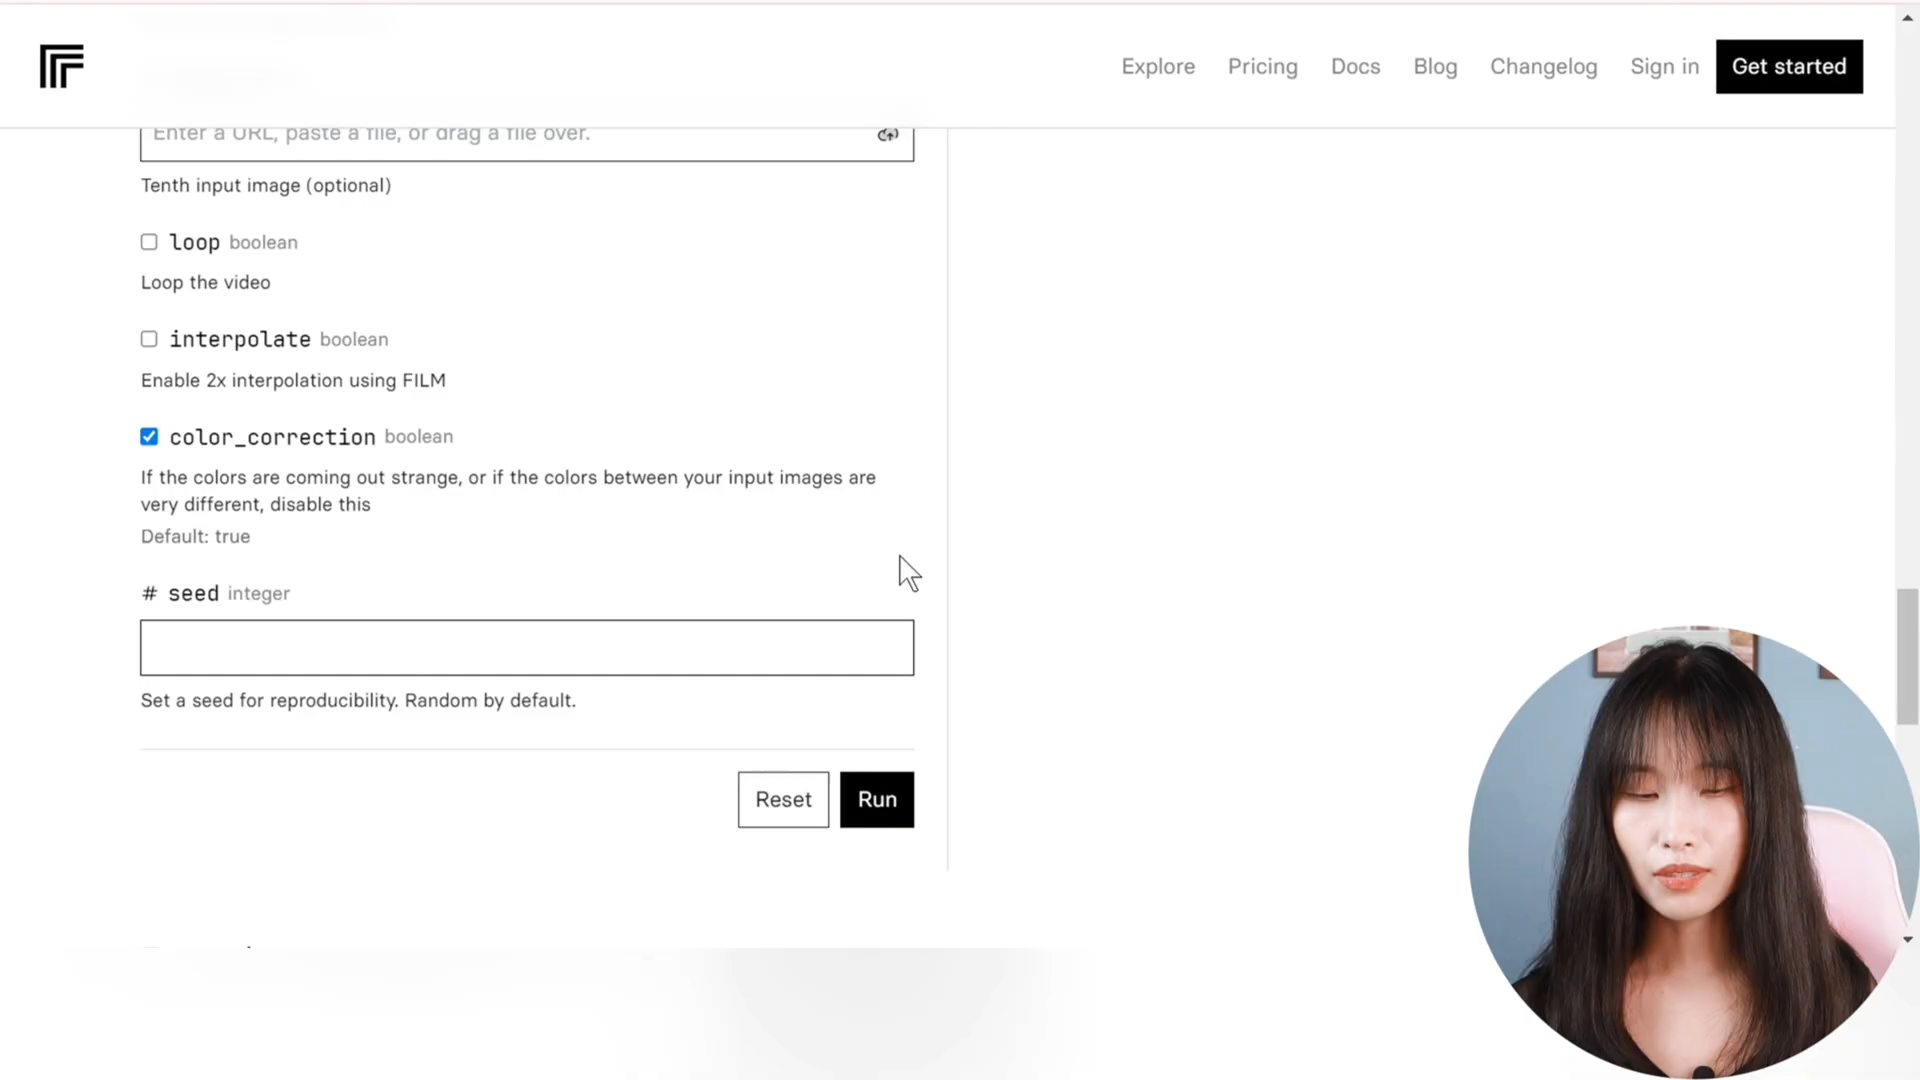 Explore Pricing Docs Blog Changelog Sign in Get started
Enter a URL, paste a file, or drag a file over.
Tenth input image (optional)
loop boolean
Loop the video
interpolate boolean
Enable 2x interpolation using FILM
color_correction boolean
If the colors are coming out strange, or if the colors between your input images are
very different, disable this
Default: true
# seed integer
Set a seed for reproducibility. Random by default.
Reset Run